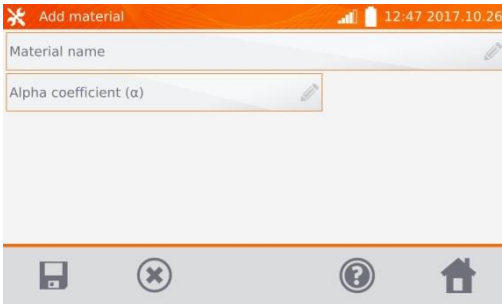 Add material 12:47 2017.10.26
Material name
Alpha coefficient (α)